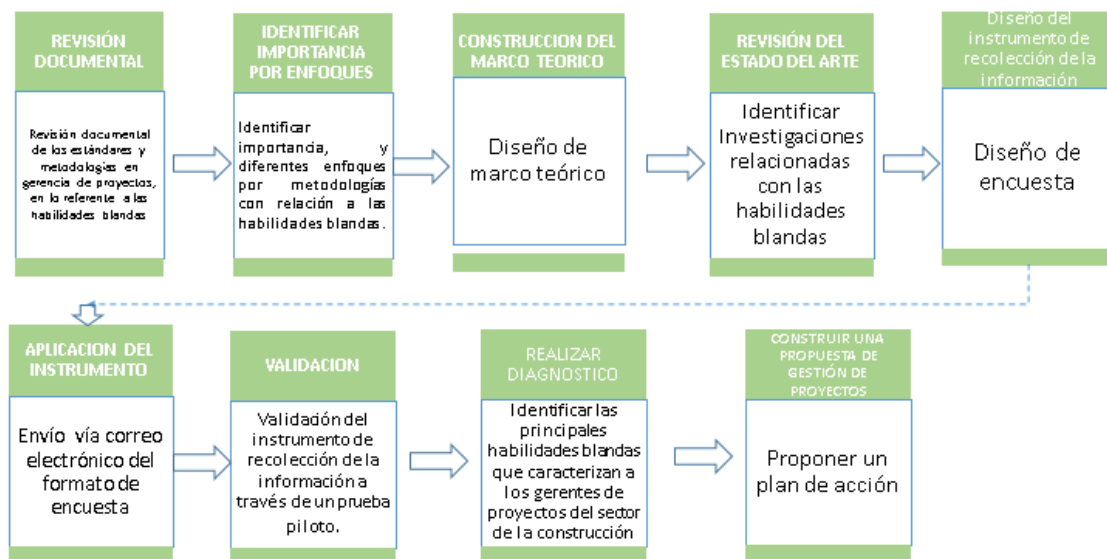 REVISIÓN
DOCUMENTAL
Revisión documental
de los estándares y
metodologías en
gerencia de proyectos,
en lo referente a las
habilidades blandas
IDENTIFICAR
IMPORTANCIA
POR ENFOQUES
Identificar
importancia, y
diferentes enfoques
por metodologías
con relación a las
habilidades blandas.
CONSTRUCCION DEL
MARCO TEORICO
Diseño de
marco teórico
REVISIÓN DEL
ESTADO DEL ARTE
Identificar
Investigaciones
relacionadas
con las
habilidades
blandas
Diseño del
instrumento de
recolección de la
información
Diseño de
encuesta
APLICACION DEL
INSTRUMENTO
Envío vía correo
electrónico del
formato de
encuesta
VALIDACION
Validación del
instrumento de
recolección de la
información a
través de un prueba
piloto.
REALIZAR
DIAGNOSTICO
Identificar las
principales
habilidades blandas
que caracterizan a
los gerentes de
proyectos del sector
de la construcción
CONSTRUIR UNA
PROPUESTA DE
GESTIÓN DE
PROYECTOS
Proponer un
plan de acción